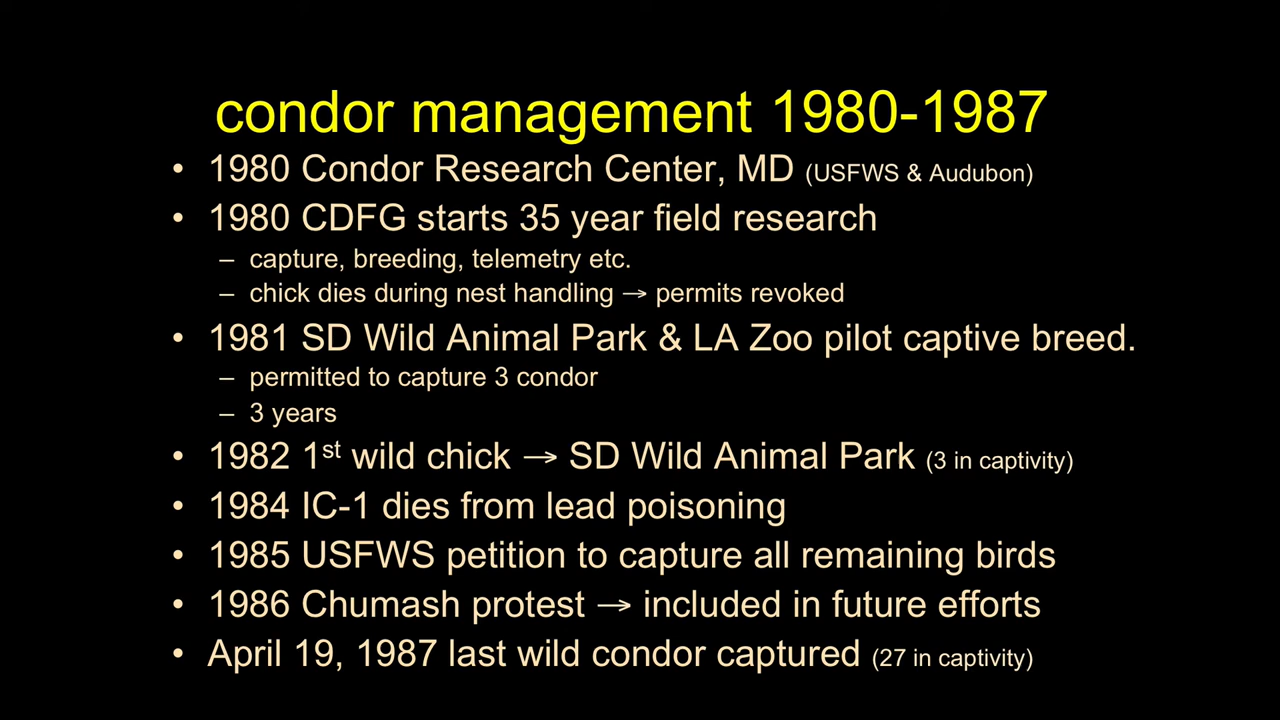 condor management 1980-1987
• 1980 Condor Research Center, MD (USFWS & Audubon)
• 1980 CDFG starts 35 year field research
– capture, breeding, telemetry etc.
– chick dies during nest handling → permits revoked
• 1981 SD Wild Animal Park & LA Zoo pilot captive breed.
– permitted to capture 3 condor
– 3 years
• 1982 1st wild chick → SD Wild Animal Park (3 in captivity)
• 1984 IC-1 dies from lead poisoning
• 1985 USFWS petition to capture all remaining birds
• 1986 Chumash protest → included in future efforts
• April 19, 1987 last wild condor captured (27 in captivity)